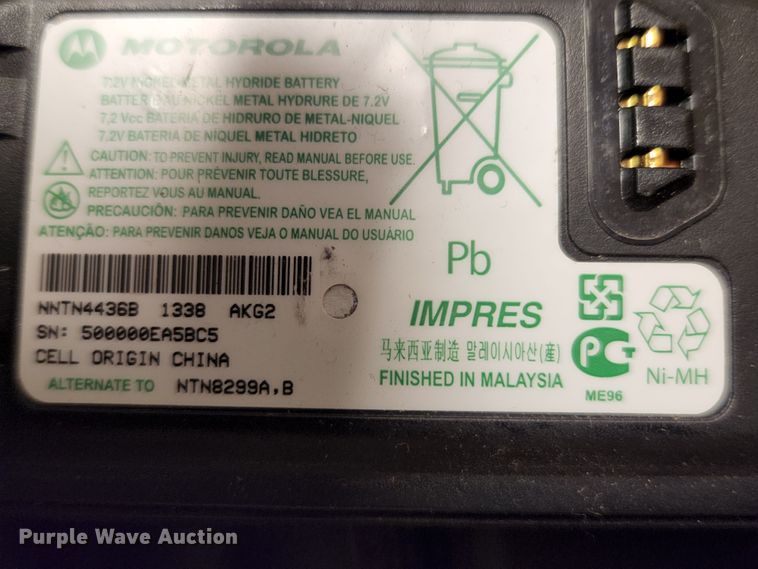 MOTOROLA
7.2V NICKEL-METAL HYDRIDE BATTERY
BATTERIE AU NICKEL METAL HYDRURE DE 7.2V
7,2 Vcc BATERIA DE HIDRURO DE METAL-NIQUEL
7.2V BATERIA DE NÍQUEL METAL HIDRETO
CAUTION: TO PREVENT INJURY, READ MANUAL BEFORE USE.
ATTENTION: POUR PRÉVENIR TOUTE BLESSURE,
REPORTEZ VOUS AU MANUAL.
PRECAUCIÓN: PARA PREVENIR DAÑO VEA EL MANUAL
ATENÇÃO: PARA PREVENIR DANOS VEJA O MANUAL DO USUÁRIO
Pb
NNTN4436B 1338 AKG2
SN: 500000EA5BC5
CELL ORIGIN CHINA
ALTERNATE TO NTN8299A,B
IMPRES
马来西亚制造 말레이시아산(産)
FINISHED IN MALAYSIA
PG
ME96
Ni-MH
Purple Wave Auction